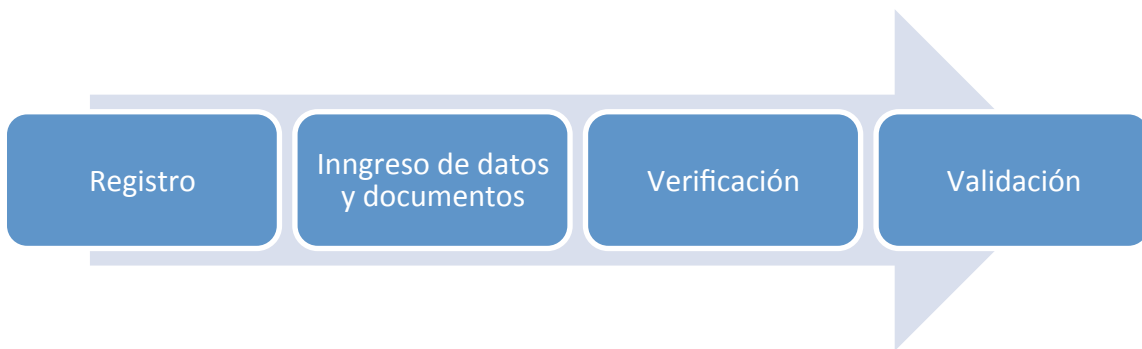 Registro
Inngreso de datos
y documentos
Verificación
Validación